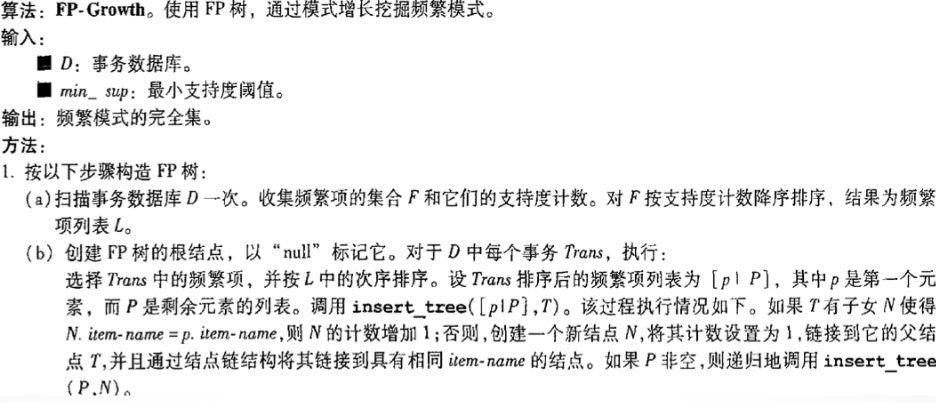 算法：FP-Growth。使用 FP 树，通过模式增长挖掘频繁模式。
输入：
■ D：事务数据库。
■ min_ sup：最小支持度阈值。
输出：频繁模式的完全集。
方法：
1. 按以下步骤构造 FP 树：
(a)扫描事务数据库 D 一次。收集频繁项的集合 F 和它们的支持度计数。对 F 按支持度计数降序排序，结果为频繁
项列表 L。
(b) 创建 FP 树的根结点，以“null”标记它。对于 D 中每个事务 Trans，执行：
选择 Trans 中的频繁项，并按 L 中的次序排序。设 Trans 排序后的频繁项列表为 [p| P]，其中 p 是第一个元
素，而 P 是剩余元素的列表。调用 insert_tree([p|P],T)。该过程执行情况如下。如果 T 有子女 N 使得
N. item-name = p. item-name,则 N 的计数增加 1;否则,创建一个新结点 N,将其计数设置为 1,链接到它的父结
点 T,并且通过结点链结构将其链接到具有相同 item-name 的结点。如果 P 非空,则递归地调用 insert_tree
(P,N)。